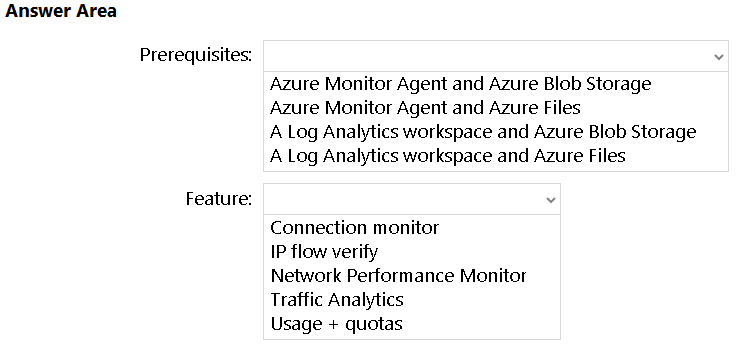 Answer Area
Prerequisites:
Azure Monitor Agent and Azure Blob Storage
Azure Monitor Agent and Azure Files
A Log Analytics workspace and Azure Blob Storage
A Log Analytics workspace and Azure Files
Feature:
Connection monitor
IP flow verify
Network Performance Monitor
Traffic Analytics
Usage + quotas